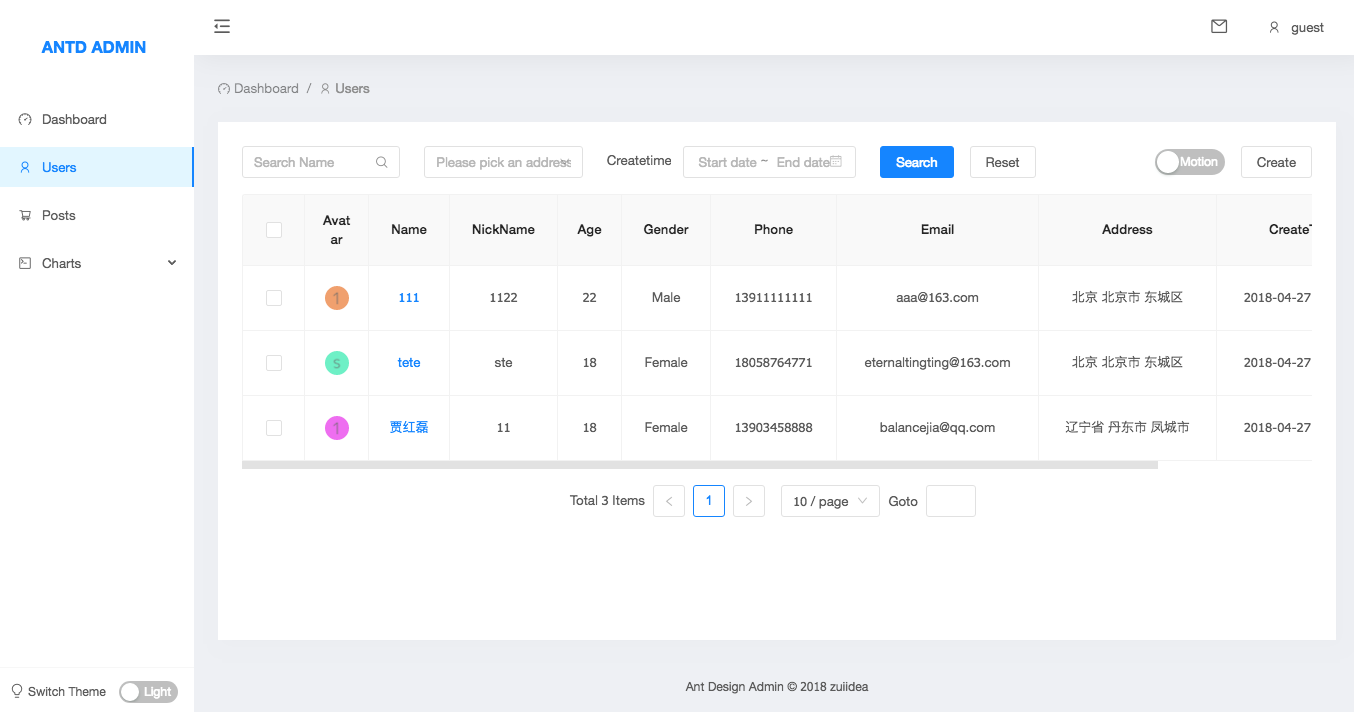 ANTD ADMIN
guest
Dashboard / Users
Dashboard
Users
Posts
Charts
Search Name
Please pick an address
Createtime
Start date ~ End date
Search
Reset
Motion
Create
Avatar Name NickName Age Gender Phone Email Address
1 111 1122 22 Male 13911111111 aaa@163.com 北京 北京市 东城区 2018-04-27
S tete ste 18 Female 18058764771 eternaltingting@163.com 北京 北京市 东城区 2018-04-27
1 贾红磊 11 18 Female 13903458888 balancejia@qq.com 辽宁省 丹东市 凤城市 2018-04-27
Total 3 Items < 1 > 10 / page Goto
Switch Theme Light
Ant Design Admin © 2018 zuiidea